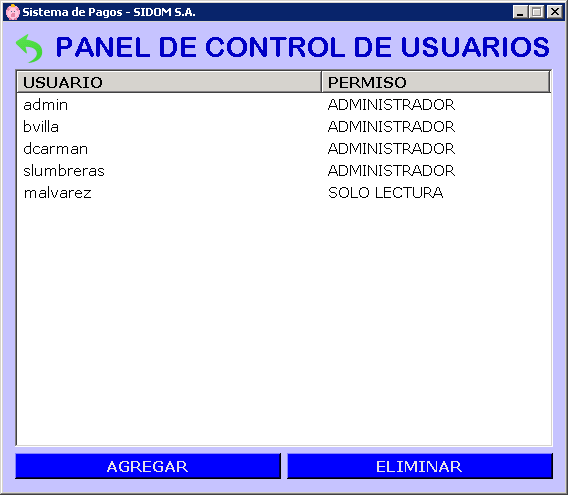 Sistema de Pagos - SIDOM S.A.
PANEL DE CONTROL DE USUARIOS
USUARIO PERMISO
admin ADMINISTRADOR
bvilla ADMINISTRADOR
dcarman ADMINISTRADOR
slumbreras ADMINISTRADOR
malvarez SOLO LECTURA
AGREGAR ELIMINAR